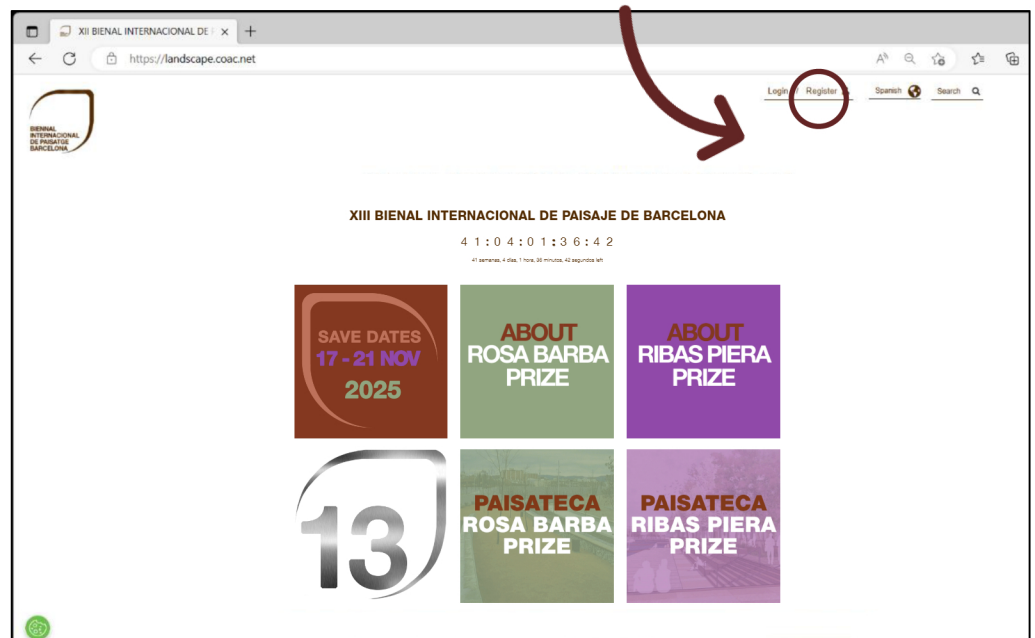 XII BIENAL INTERNACIONAL DE P
https://landscape.coac.net
Login / Register
Spanish
Search
BIENNAL
INTERNACIONAL
DE PAISATGE
BARCELONA
XIII BIENAL INTERNACIONAL DE PAISAJE DE BARCELONA
41:04:01:36:42
41 semanas, 4 días, 1 hora, 36 minutos, 42 segundos left
SAVE DATES
17 - 21 NOV
2025
ABOUT
ROSA BARBA
PRIZE
ABOUT
RIBAS PIERA
PRIZE
13
PAISATECA
ROSA BARBA
PRIZE
PAISATECA
RIBAS PIERA
PRIZE